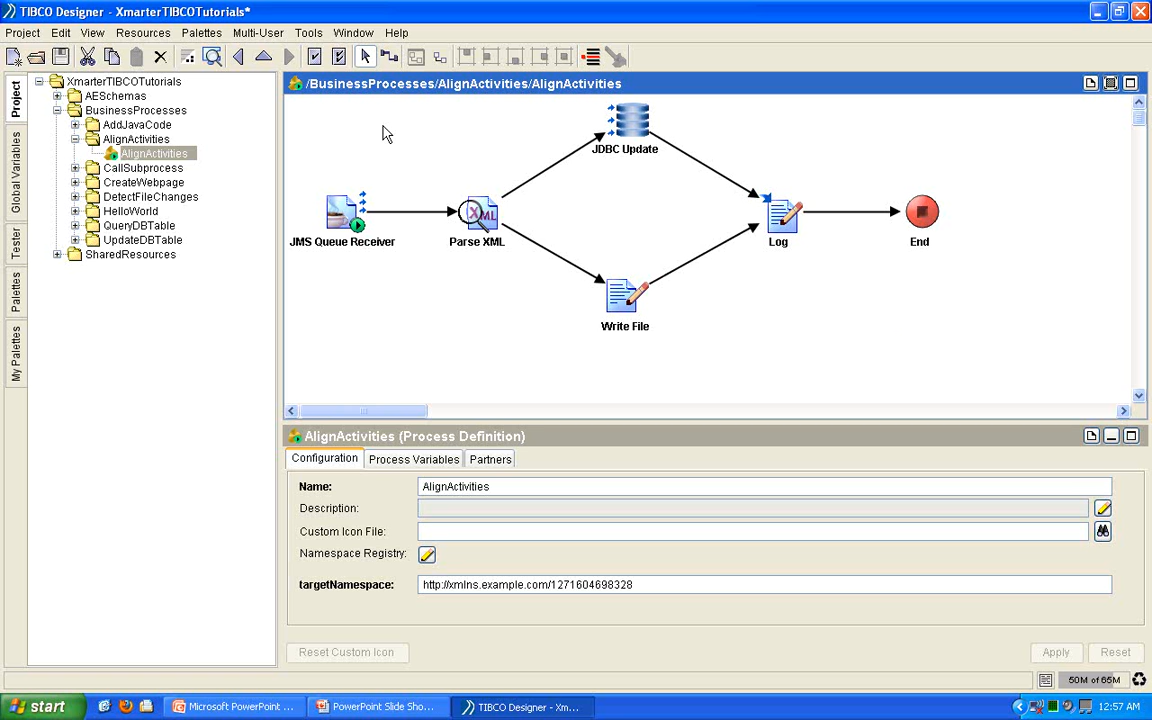 TIBCO Designer - XmarterTIBCOTutorials*
Project Edit View Resources Palettes Multi-User Tools Window Help
Project
Global Variables
Tester
Palettes
My Palettes
XmarterTIBCOTutorials
AESchemas
BusinessProcesses
AddJavaCode
AlignActivities
AlignActivities
CallSubprocess
CreateWebpage
DetectFileChanges
HelloWorld
QueryDBTable
UpdateDBTable
SharedResources
/BusinessProcesses/AlignActivities/AlignActivities
JDBC Update
XML
JMS Queue Receiver
Parse XML
Log
End
Write File
AlignActivities (Process Definition)
Configuration Process Variables Partners
Name: AlignActivities
Description:
Custom Icon File:
Namespace Registry:
targetNamespace: http://xmlns.example.com/1271604698328
Reset Custom Icon Apply Reset
50M of 65M
start Microsoft PowerPoint ... PowerPoint Slide Sho... TIBCO Designer - Xm... 12:57 AM